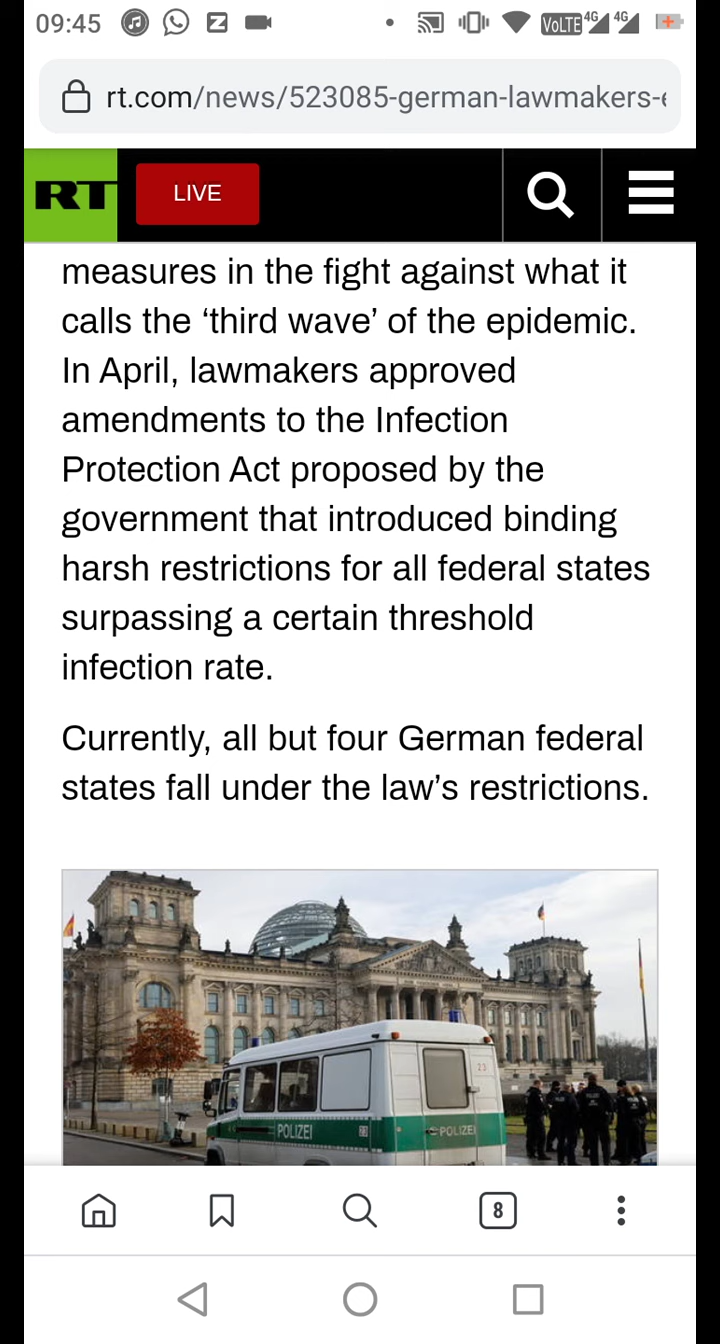 09:45
VoLTE 4G 4G
rt.com/news/523085-german-lawmakers-e
RT
LIVE
measures in the fight against what it
calls the ‘third wave’ of the epidemic.
In April, lawmakers approved
amendments to the Infection
Protection Act proposed by the
government that introduced binding
harsh restrictions for all federal states
surpassing a certain threshold
infection rate.
Currently, all but four German federal
states fall under the law’s restrictions.
23
POLIZEI
23
POLIZEI
8